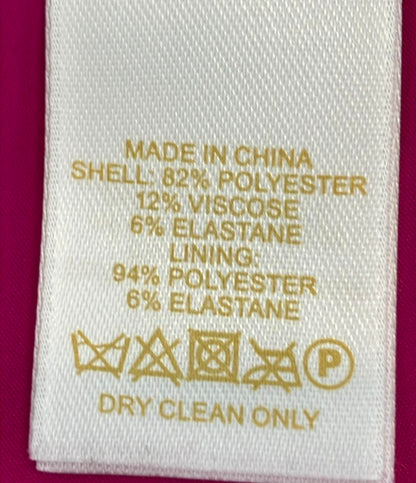 MADE IN CHINA
SHELL: 82% POLYESTER
12% VISCOSE
6% ELASTANE
LINING:
94% POLYESTER
6% ELASTANE
P
DRY CLEAN ONLY